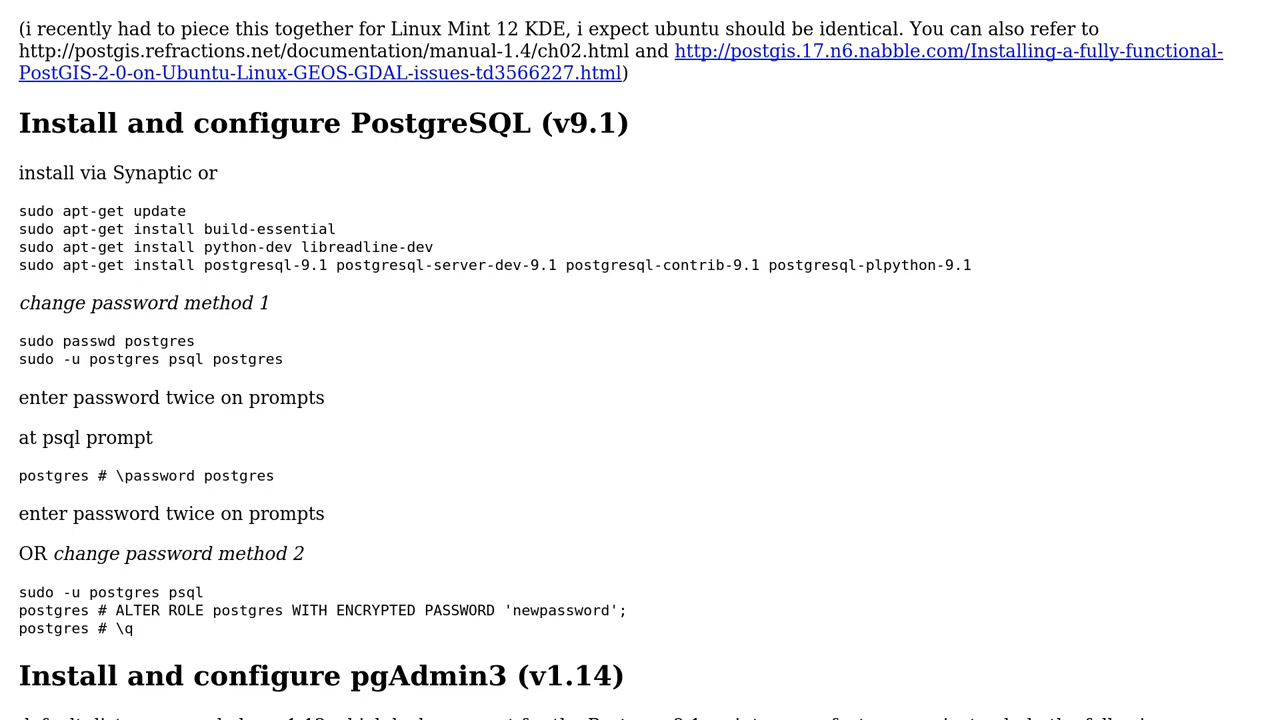 (i recently had to piece this together for Linux Mint 12 KDE, i expect ubuntu should be identical. You can also refer to
http://postgis.refractions.net/documentation/manual-1.4/ch02.html and http://postgis.17.n6.nabble.com/Installing-a-fully-functional-
PostGIS-2-0-on-Ubuntu-Linux-GEOS-GDAL-issues-td3566227.html)
Install and configure PostgreSQL (v9.1)
install via Synaptic or
sudo apt-get update
sudo apt-get install build-essential
sudo apt-get install python-dev libreadline-dev
sudo apt-get install postgresql-9.1 postgresql-server-dev-9.1 postgresql-contrib-9.1 postgresql-plpython-9.1
change password method 1
sudo passwd postgres
sudo -u postgres psql postgres
enter password twice on prompts
at psql prompt
postgres # \password postgres
enter password twice on prompts
OR change password method 2
sudo -u postgres psql
postgres # ALTER ROLE postgres WITH ENCRYPTED PASSWORD 'newpassword';
postgres # \q
Install and configure pgAdmin3 (v1.14)